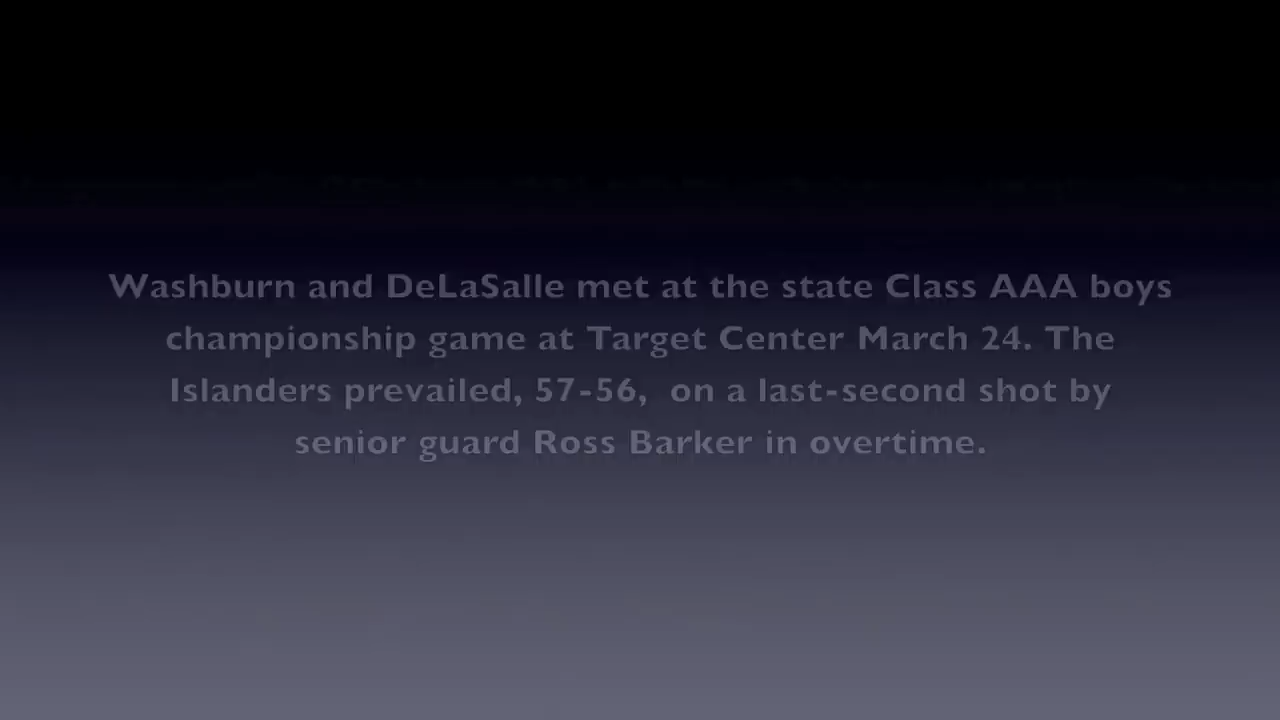 Washburn and DeLaSalle met at the state Class AAA boys
championship game at Target Center March 24. The
Islanders prevailed, 57-56,  on a last-second shot by
senior guard Ross Barker in overtime.